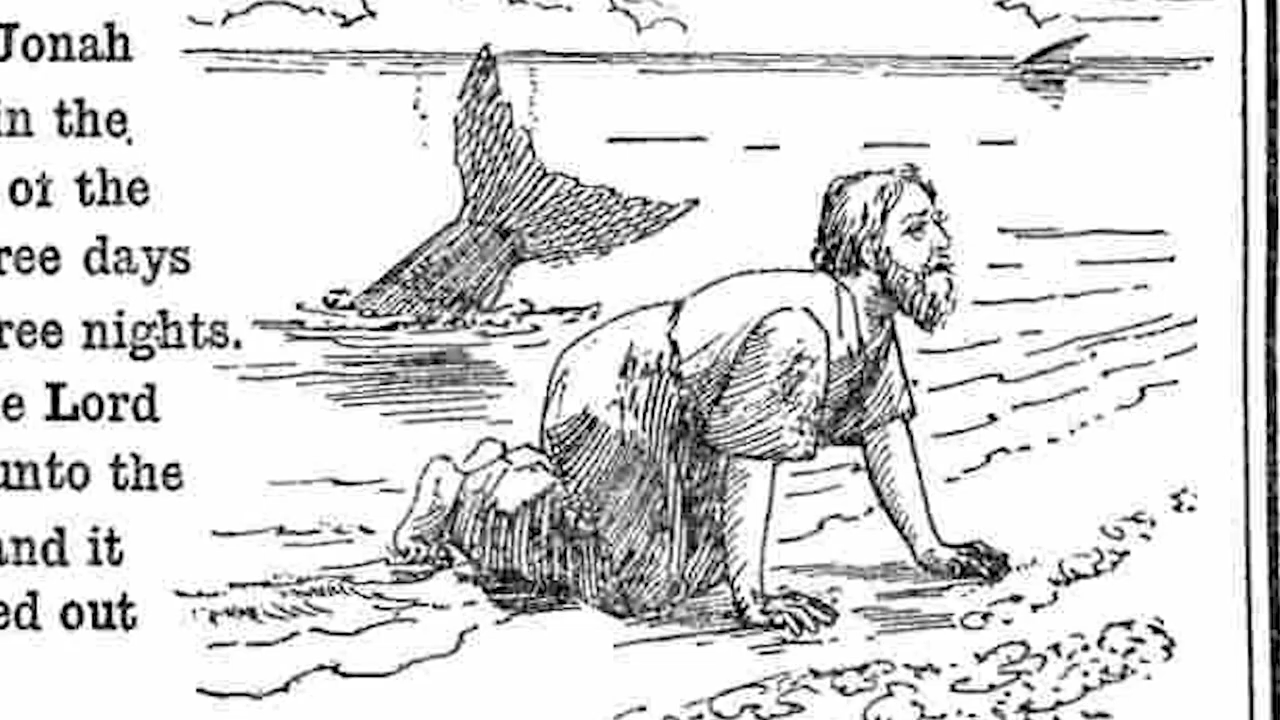 Jonah
in the
of the
ree days
ree nights.
e Lord
unto the
and it
ed out